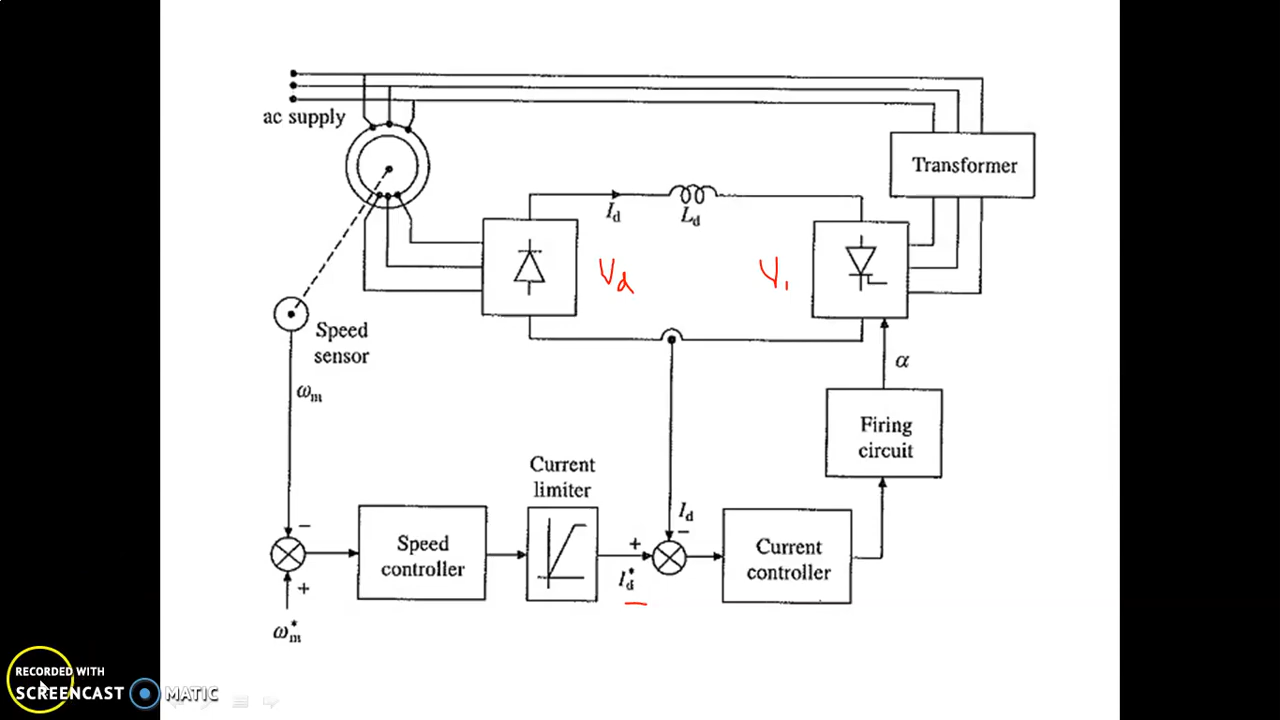 ac supply
Transformer
I_d
L_d
V_d
V_1
Speed
sensor
ω_m
α
Firing
circuit
Current
limiter
I_d
−
−
+
Speed
controller
Current
controller
+
I_d^*
ω_m^*
RECORDED WITH
SCREENCAST MATIC